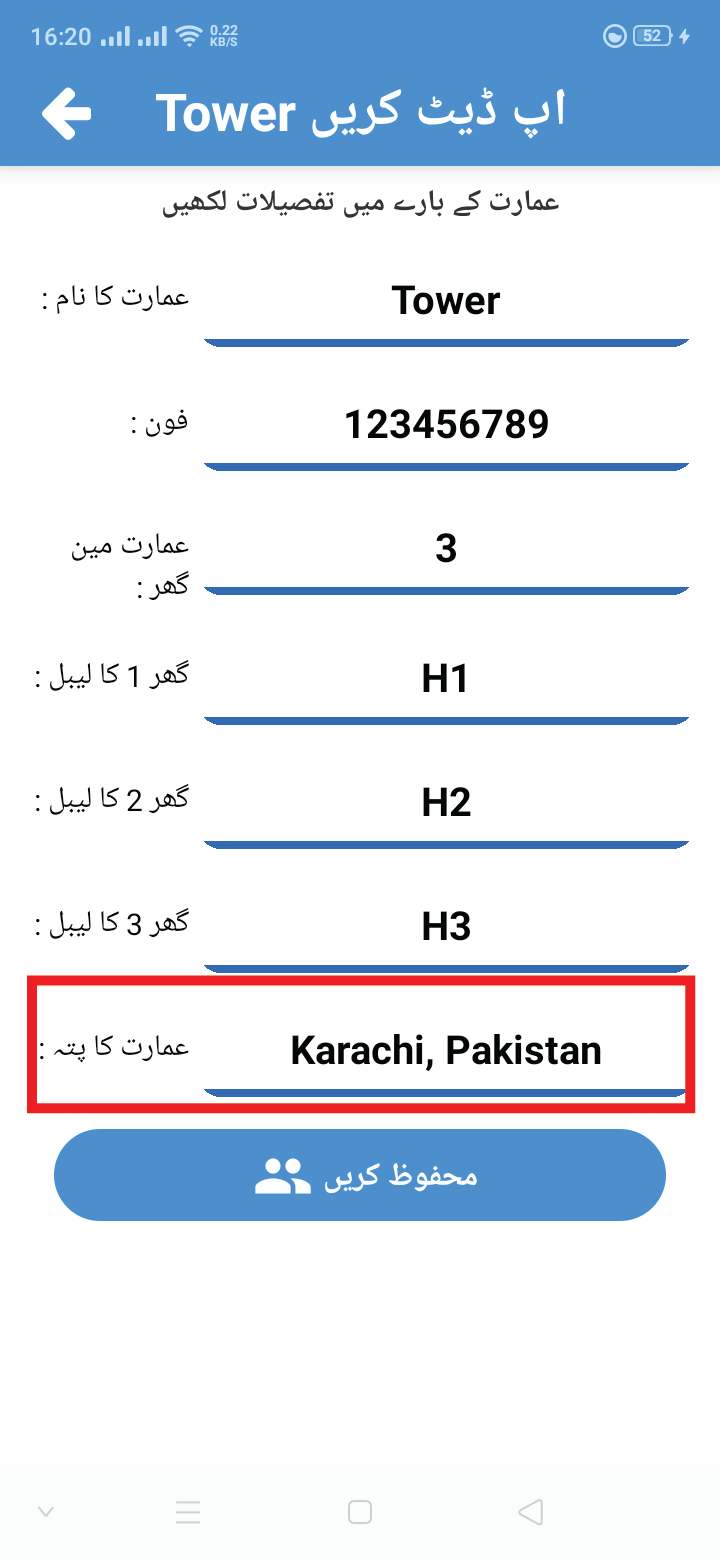 16:20 0.22 KB/S 52
اپ ڈیٹ کریں Tower
عمارت کے بارے میں تفصیلات لکھیں
عمارت کا نام :
Tower
فون :
123456789
عمارت مین
گھر :
3
گھر 1 کا لیبل :
H1
گھر 2 کا لیبل :
H2
گھر 3 کا لیبل :
H3
عمارت کا پتہ :
Karachi, Pakistan
محفوظ کریں